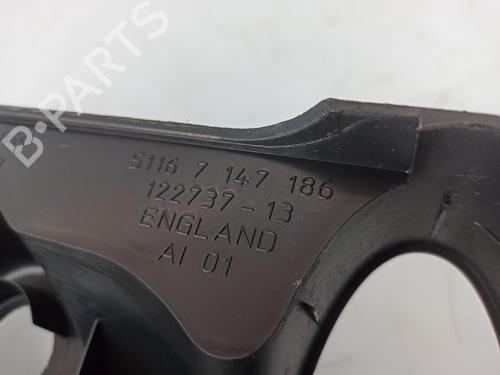 B-PARTS
5116 7 147 186
122737-13
ENGLAND
AI 01